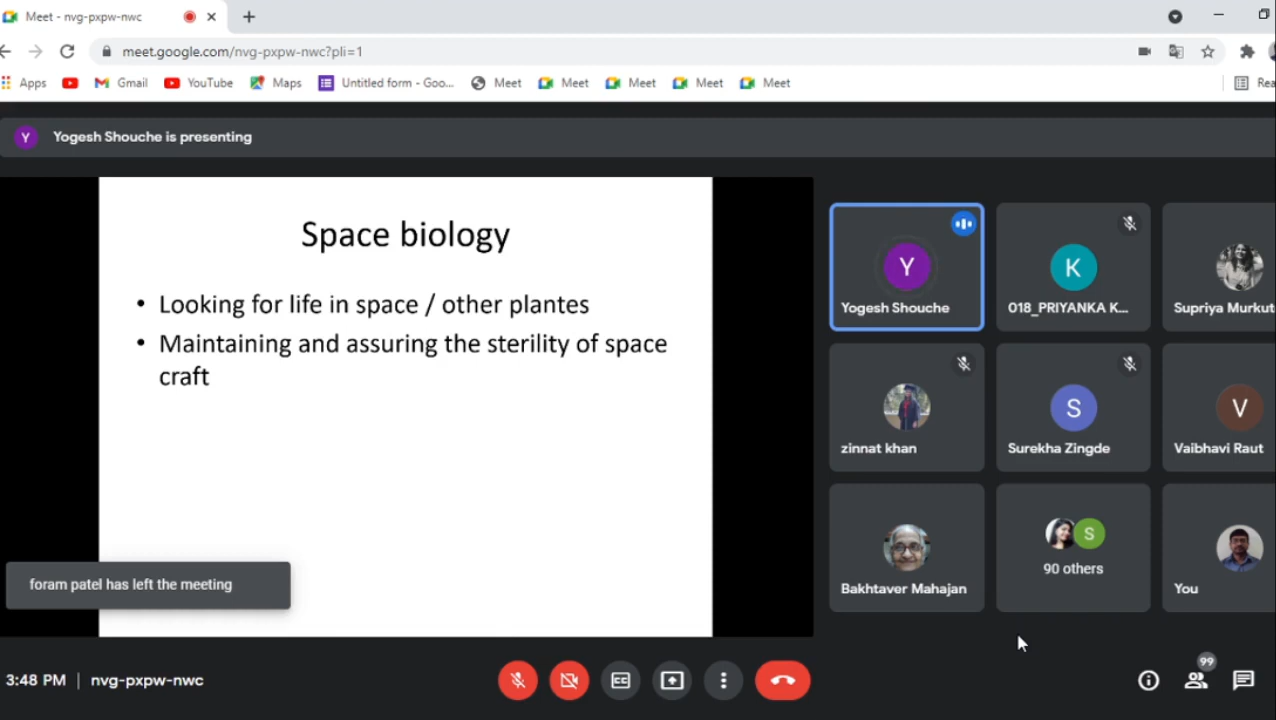 Meet - nvg-pxpw-nwc
meet.google.com/nvg-pxpw-nwc?pli=1
Apps
Gmail
YouTube
Maps
Untitled form - Goo...
Meet
Meet
Meet
Meet
Meet
Rea
Y
Yogesh Shouche is presenting
Space biology
• Looking for life in space / other plantes
• Maintaining and assuring the sterility of space
craft
Y
Yogesh Shouche
K
018_PRIYANKA K...
Supriya Murkut
zinnat khan
S
Surekha Zingde
V
Vaibhavi Raut
Bakhtaver Mahajan
S
90 others
You
foram patel has left the meeting
3:48 PM | nvg-pxpw-nwc
99